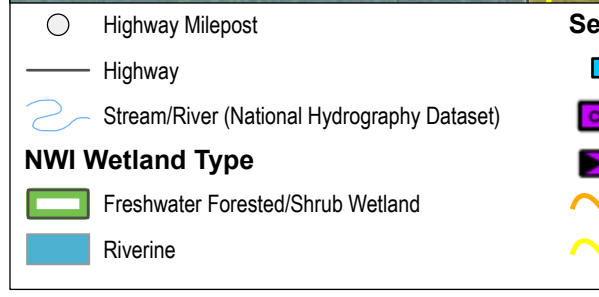 Highway Milepost
Highway
Stream/River (National Hydrography Dataset)
NWI Wetland Type
Freshwater Forested/Shrub Wetland
Riverine
Se